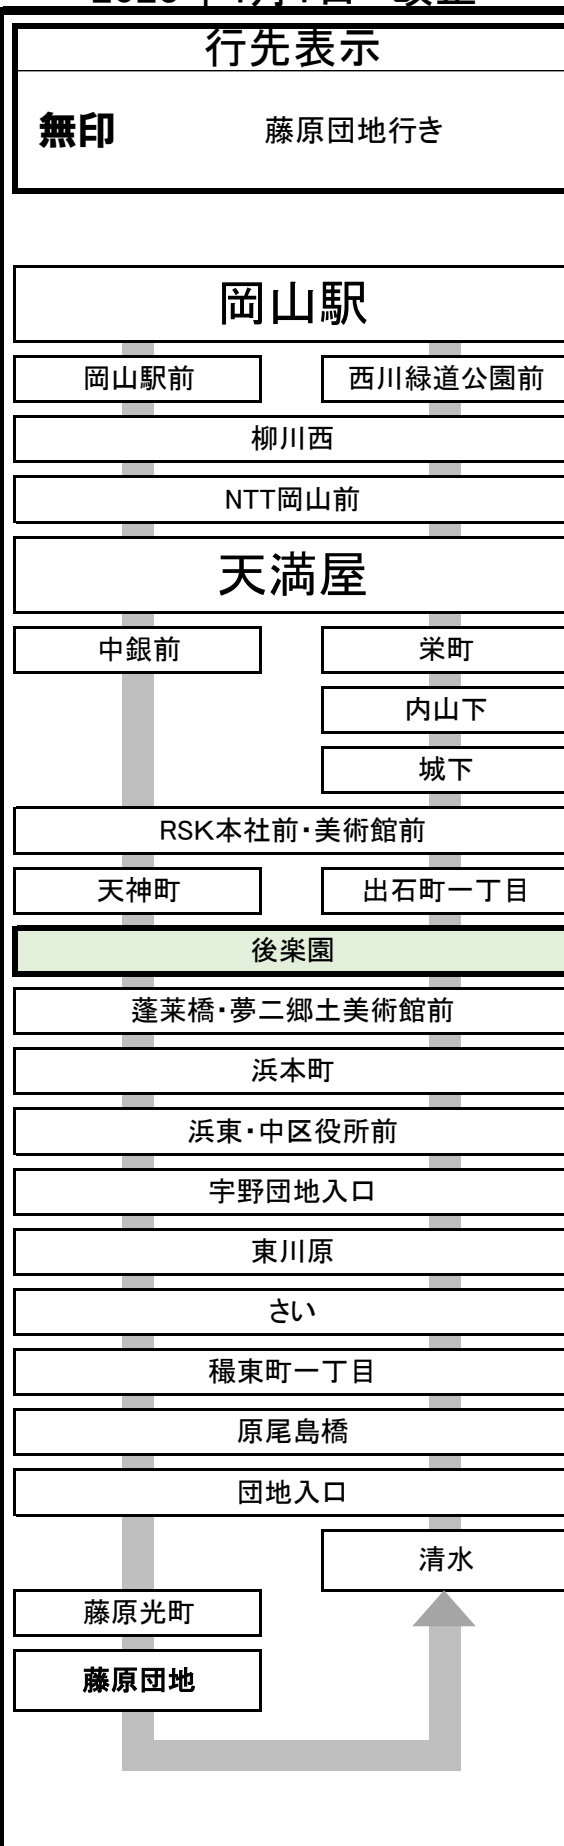 行先表示
無印 藤原団地行き
岡山駅
岡山駅前 西川緑道公園前
柳川西
NTT岡山前
天満屋
中銀前 栄町
内山下
城下
RSK本社前・美術館前
天神町 出石町一丁目
後楽園
蓬莱橋・夢二郷土美術館前
浜本町
浜東・中区役所前
宇野団地入口
東川原
さい
穝東町一丁目
原尾島橋
団地入口
清水
藤原光町
藤原団地